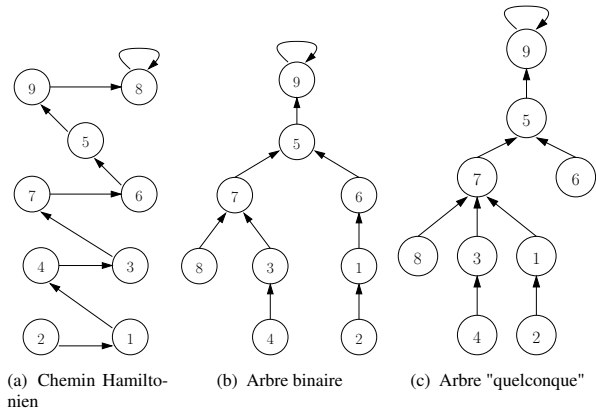 9 8
5
7 6
4 3
2 1
9
5
7 6
8 3 1
4 2
9
5
7 6
8 3 1
4 2
(a) Chemin Hamilto-
nien
(b) Arbre binaire
(c) Arbre "quelconque"